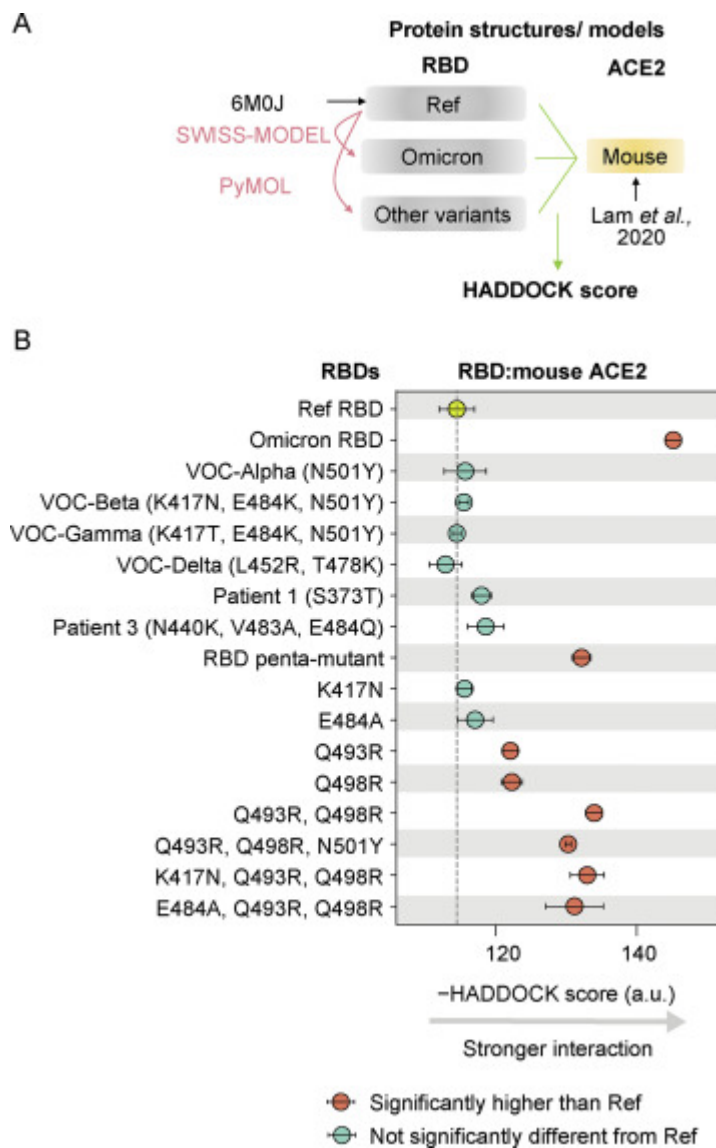 A
Protein structures/ models
RBD
ACE2
6M0J
Ref
SWISS-MODEL
Omicron
Mouse
PyMOL
Other variants
Lam et al.,
2020
HADDOCK score
B
RBDs
RBD:mouse ACE2
Ref RBD
Omicron RBD
VOC-Alpha (N501Y)
VOC-Beta (K417N, E484K, N501Y)
VOC-Gamma (K417T, E484K, N501Y)
VOC-Delta (L452R, T478K)
Patient 1 (S373T)
Patient 3 (N440K, V483A, E484Q)
RBD penta-mutant
K417N
E484A
Q493R
Q498R
Q493R, Q498R
Q493R, Q498R, N501Y
K417N, Q493R, Q498R
E484A, Q493R, Q498R
120
140
−HADDOCK score (a.u.)
Stronger interaction
Significantly higher than Ref
Not significantly different from Ref